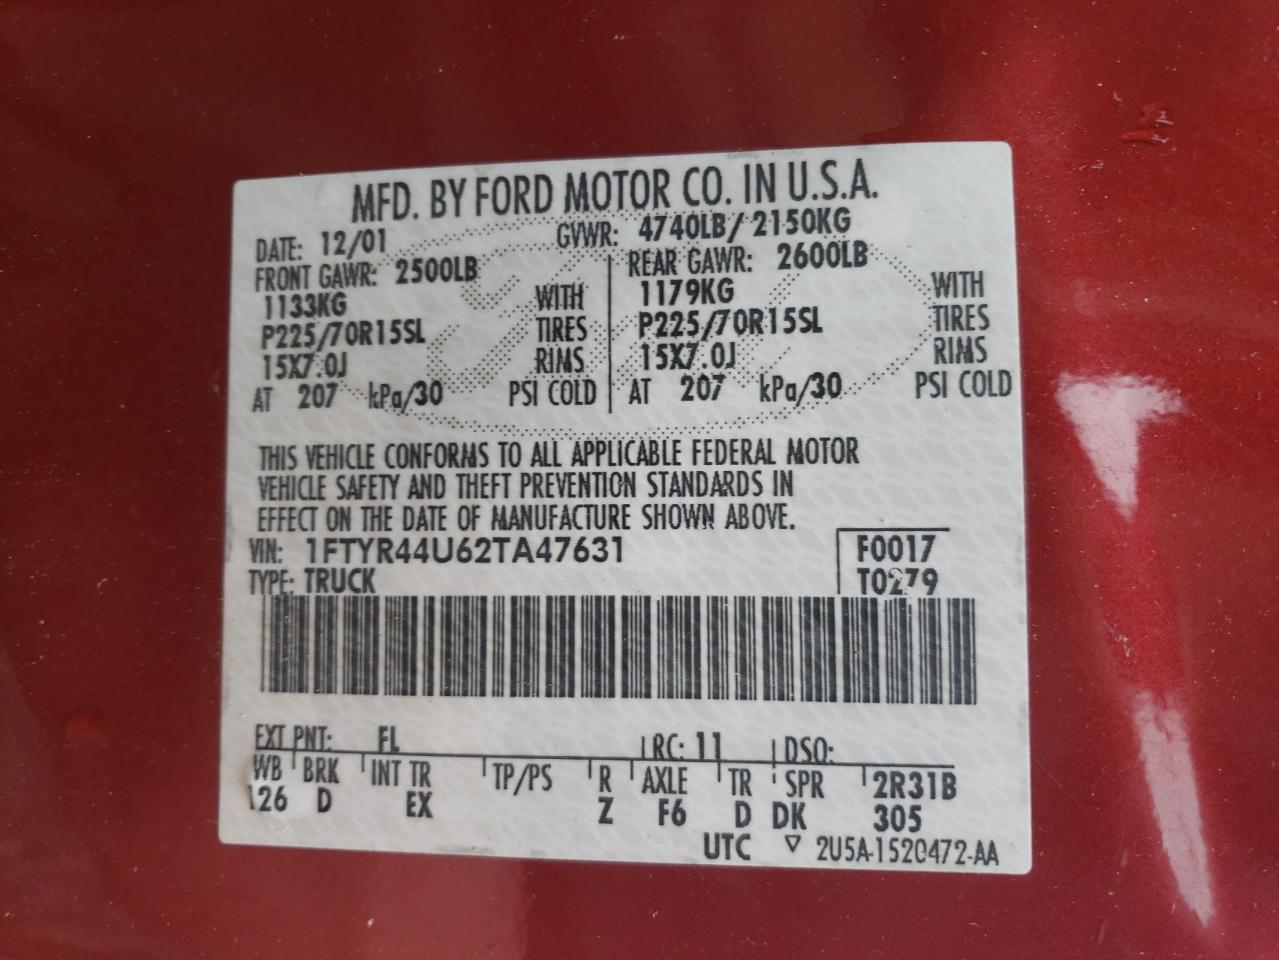 MFD. BY FORD MOTOR CO. IN U.S.A.
DATE: 12/01 GVWR: 4740LB/ 2150KG
FRONT GAWR: 2500LB REAR GAWR: 2600LB
1133KG WITH 1179KG WITH
P225/70R15SL TIRES P225/70R15SL TIRES
15X7.0J RIMS 15X7.0J RIMS
AT 207 kPa/30 PSI COLD AT 207 kPa/30 PSI COLD
THIS VEHICLE CONFORMS TO ALL APPLICABLE FEDERAL MOTOR
VEHICLE SAFETY AND THEFT PREVENTION STANDARDS IN
EFFECT ON THE DATE OF MANUFACTURE SHOWN ABOVE.
VIN: 1FTYR44U62TA47631 F0017
TYPE: TRUCK T0279
EXT PNT: FL RC: 11 DSO:
WB BRK INT TR TP/PS R AXLE TR SPR 2R31B
126 D EX Z F6 D DK 305
UTC ▽ 2U5A-1520472-AA